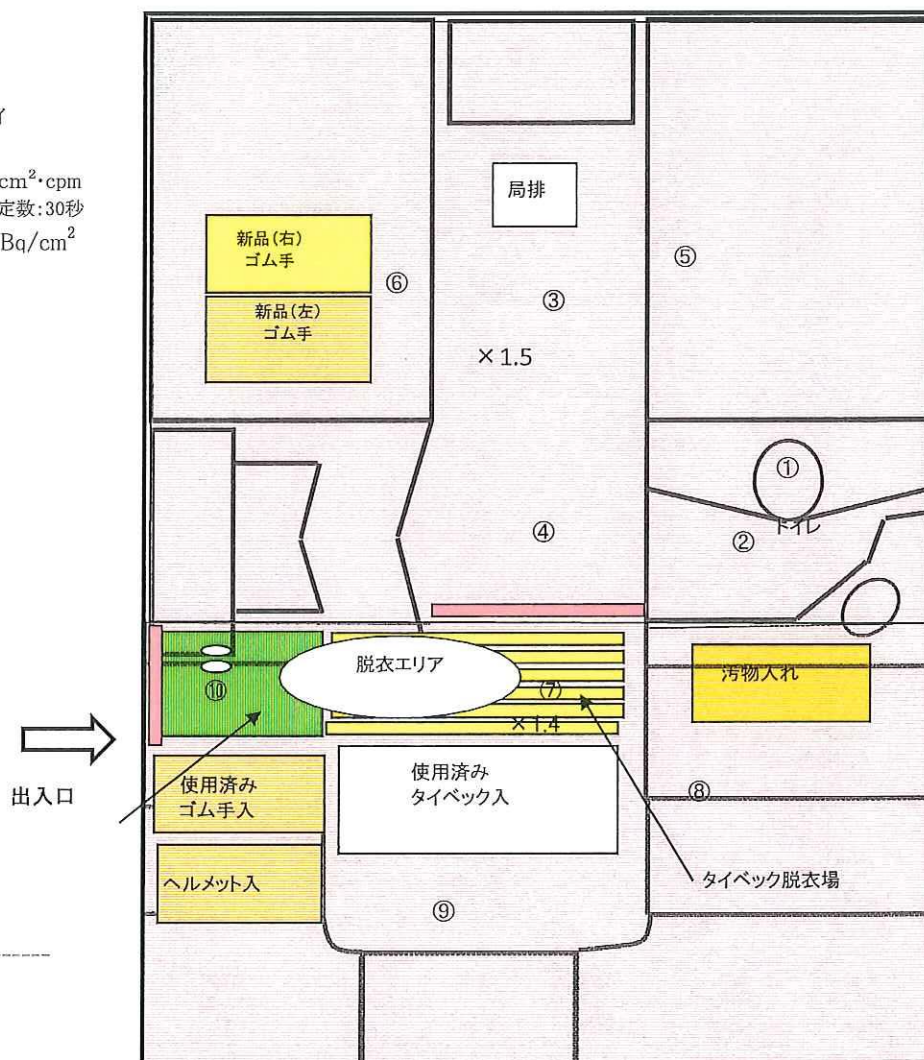 cm²・cpm
定数:30秒
Bq/cm²
局排
新品(右)
ゴム手
新品(左)
ゴム手
⑥
③
⑤
×1.5
①
トイレ
②
④
脱衣エリア
⑦
⑩
×1.4
汚物入れ
出入口
使用済み
ゴム手入
使用済み
タイベック入
⑧
ヘルメット入
タイベック脱衣場
⑨